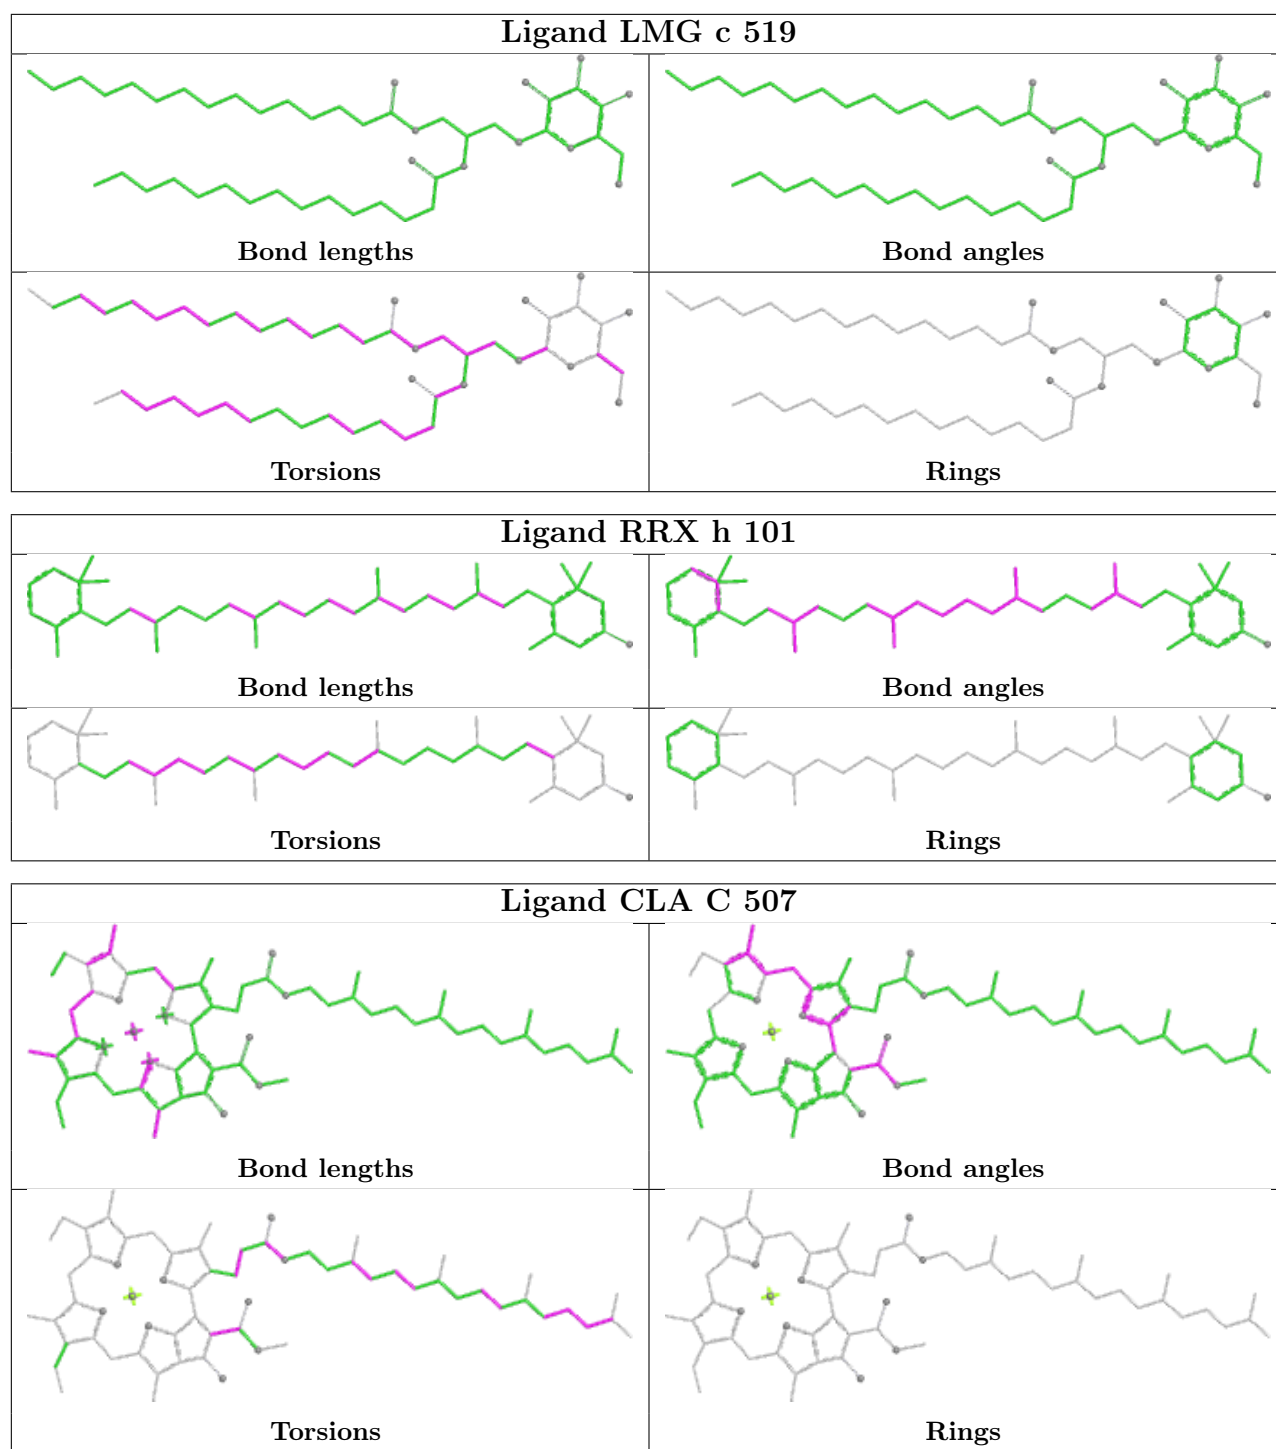 Ligand LMG c 519
Bond lengths
Bond angles
Torsions
Rings
Ligand RRX h 101
Bond lengths
Bond angles
Torsions
Rings
Ligand CLA C 507
Bond lengths
Bond angles
Torsions
Rings